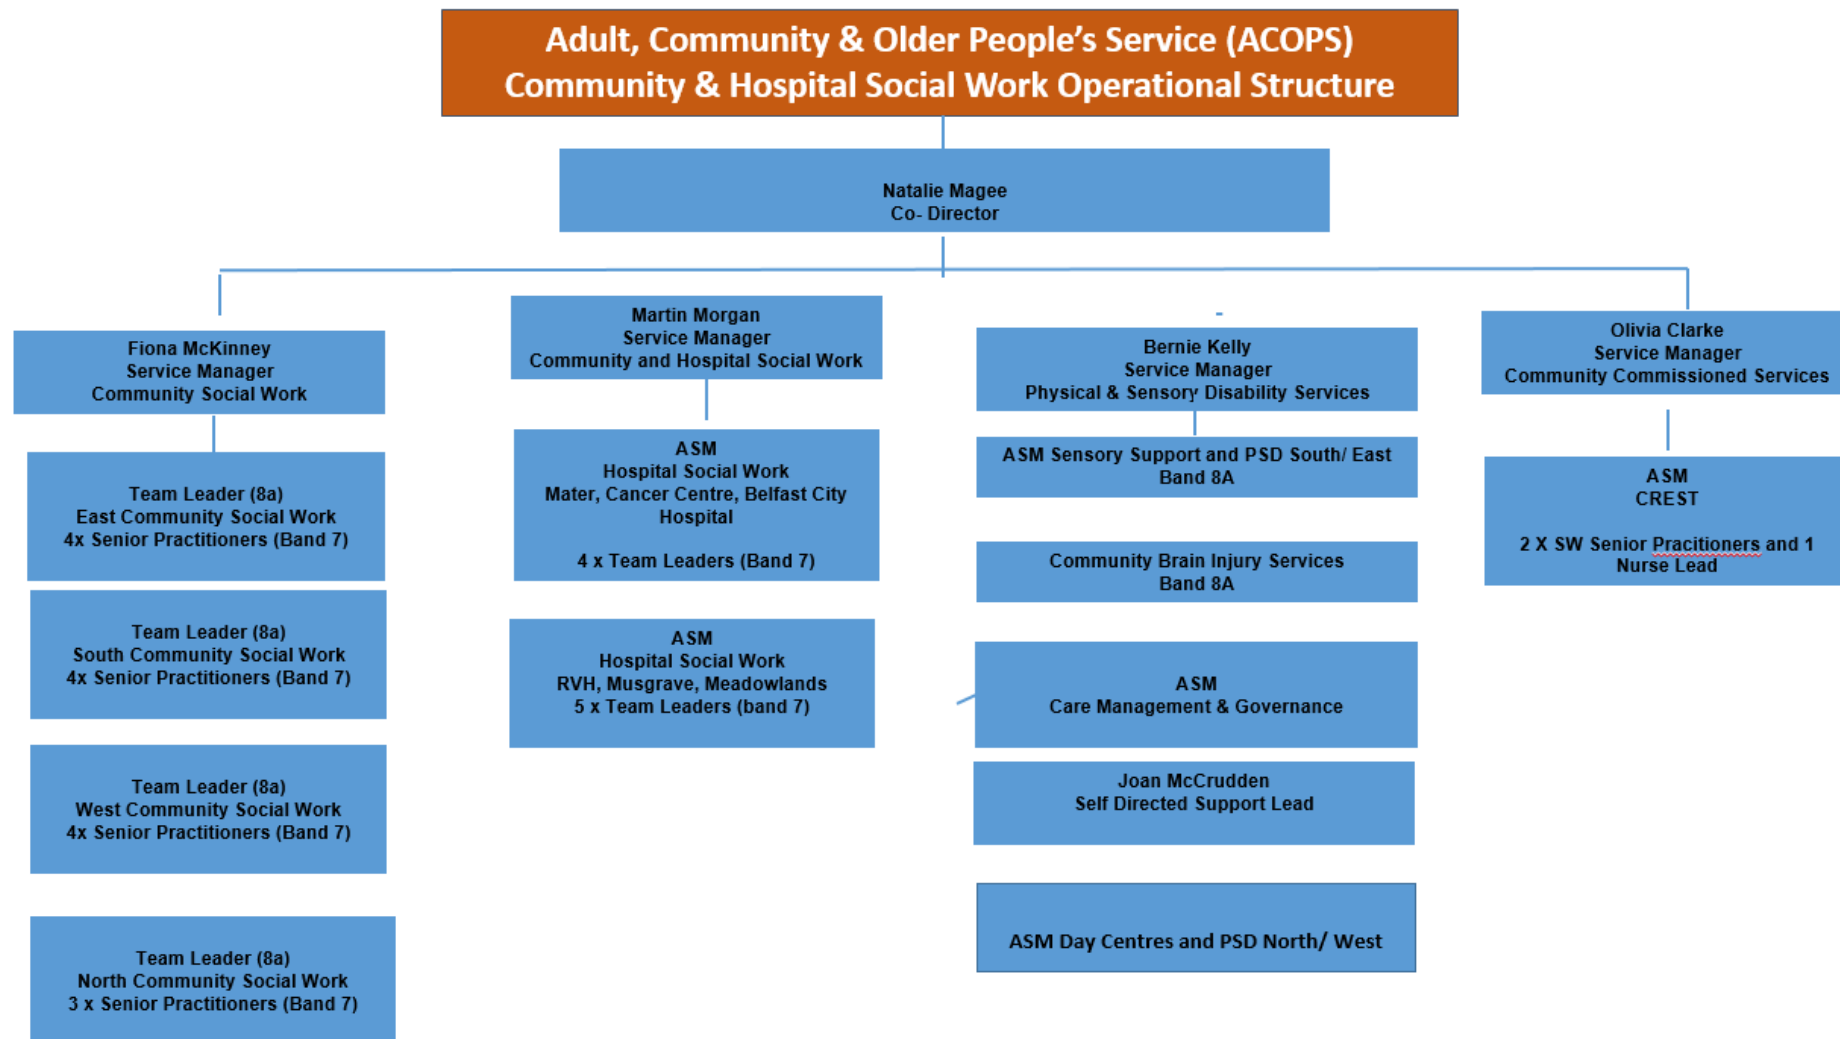 Adult, Community & Older People's Service (ACOPS)
Community & Hospital Social Work Operational Structure
Natalie Magee
Co- Director
Fiona McKinney
Service Manager
Community Social Work
Team Leader (8a)
East Community Social Work
4x Senior Practitioners (Band 7)
Team Leader (8a)
South Community Social Work
4x Senior Practitioners (Band 7)
Team Leader (8a)
West Community Social Work
4x Senior Practitioners (Band 7)
Team Leader (8a)
North Community Social Work
3 x Senior Practitioners (Band 7)
Martin Morgan
Service Manager
Community and Hospital Social Work
ASM
Hospital Social Work
Mater, Cancer Centre, Belfast City
Hospital
4 x Team Leaders (Band 7)
ASM
Hospital Social Work
RVH, Musgrave, Meadowlands
5 x Team Leaders (band 7)
Bernie Kelly
Service Manager
Physical & Sensory Disability Services
ASM Sensory Support and PSD South/ East
Band 8A
Community Brain Injury Services
Band 8A
ASM
Care Management & Governance
Joan McCrudden
Self Directed Support Lead
ASM Day Centres and PSD North/ West
Olivia Clarke
Service Manager
Community Commissioned Services
ASM
CREST
2 X SW Senior Pracitioners and 1
Nurse Lead